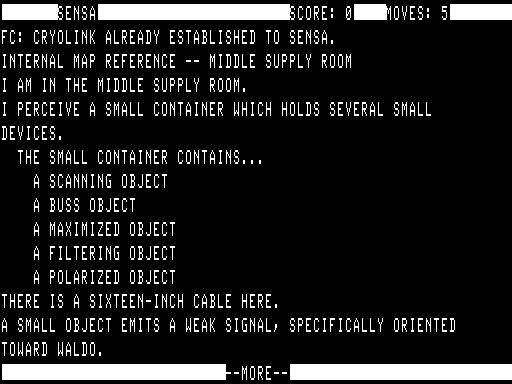 SENSA SCORE: 0 MOVES: 5
FC: CRYOLINK ALREADY ESTABLISHED TO SENSA.
INTERNAL MAP REFERENCE -- MIDDLE SUPPLY ROOM
I AM IN THE MIDDLE SUPPLY ROOM.
I PERCEIVE A SMALL CONTAINER WHICH HOLDS SEVERAL SMALL
DEVICES.
THE SMALL CONTAINER CONTAINS...
A SCANNING OBJECT
A BUSS OBJECT
A MAXIMIZED OBJECT
A FILTERING OBJECT
A POLARIZED OBJECT
THERE IS A SIXTEEN-INCH CABLE HERE.
A SMALL OBJECT EMITS A WEAK SIGNAL, SPECIFICALLY ORIENTED
TOWARD WALDO.
--MORE--